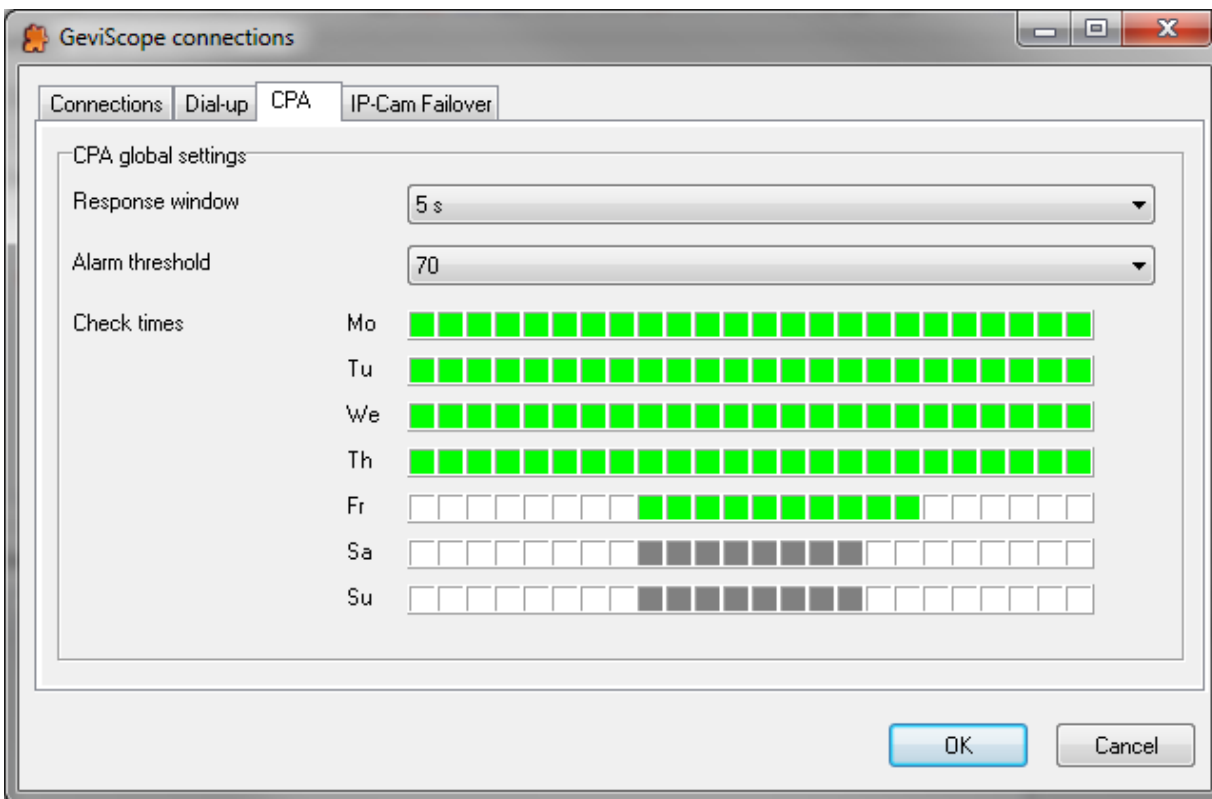 GeviScope connections
Connections Dial-up CPA IP-Cam Failover
CPA global settings
Response window 5 s
Alarm threshold 70
Check times Mo
Tu
We
Th
Fr
Sa
Su
OK Cancel